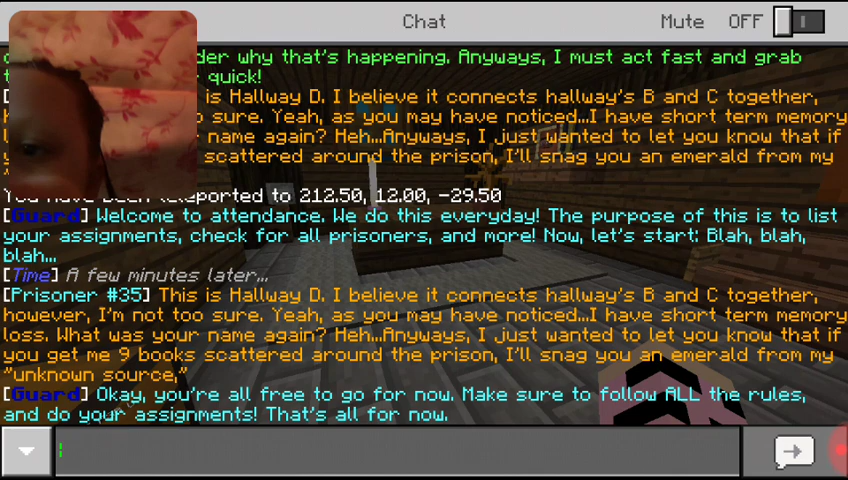 Chat
Mute OFF
der why that's happening. Anyways, I must act fast and grab
quick!
is Hallway D. I believe it connects hallway's B and C together,
sure. Yeah, as you may have noticed...I have short term memory
name again? Heh...Anyways, I just wanted to let you know that if
scattered around the prison, I'll snag you an emerald from my
You have been teleported to 212.50, 12.00, -29.50
[Guard] Welcome to attendance. We do this everyday! The purpose of this is to list
your assignments, check for all prisoners, and more! Now, let's start: Blah, blah,
blah...
[Time] A few minutes later...
[Prisoner #35] This is Hallway D. I believe it connects hallway's B and C together,
however, I'm not too sure. Yeah, as you may have noticed...I have short term memory
loss. What was your name again? Heh...Anyways, I just wanted to let you know that if
you get me 9 books scattered around the prison, I'll snag you an emerald from my
"unknown source,"
[Guard] Okay, you're all free to go for now. Make sure to follow ALL the rules,
and do your assignments! That's all for now.